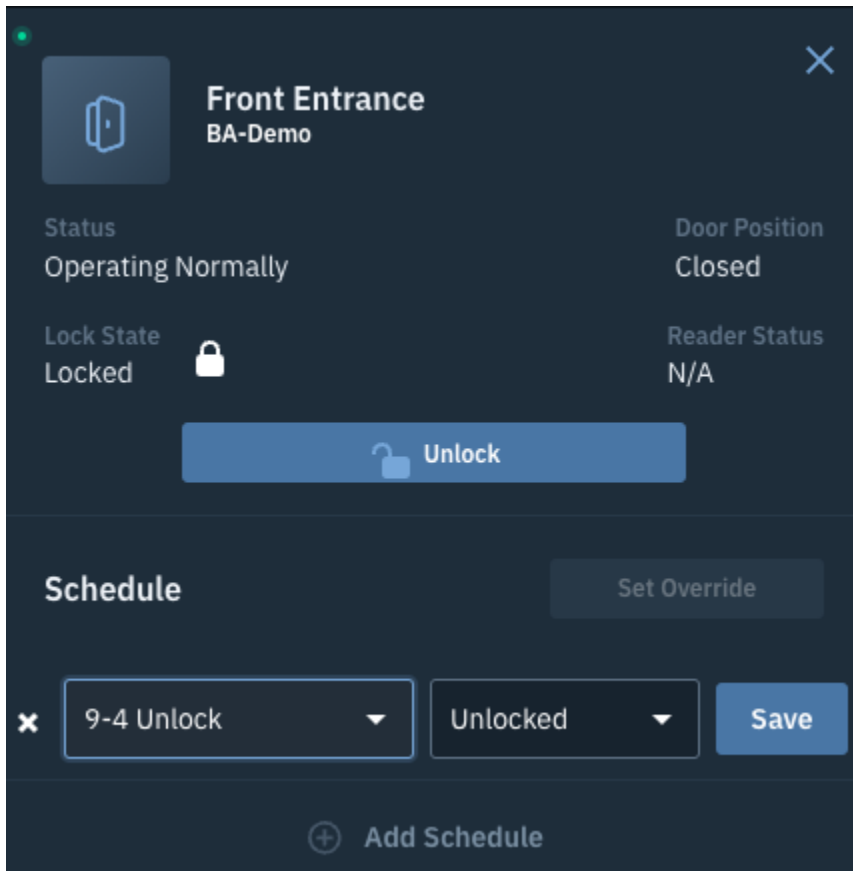 Front Entrance
BA-Demo
Status
Door Position
Operating Normally
Closed
Lock State
Reader Status
Locked
N/A
Unlock
Schedule
Set Override
9-4 Unlock
Unlocked
Save
Add Schedule